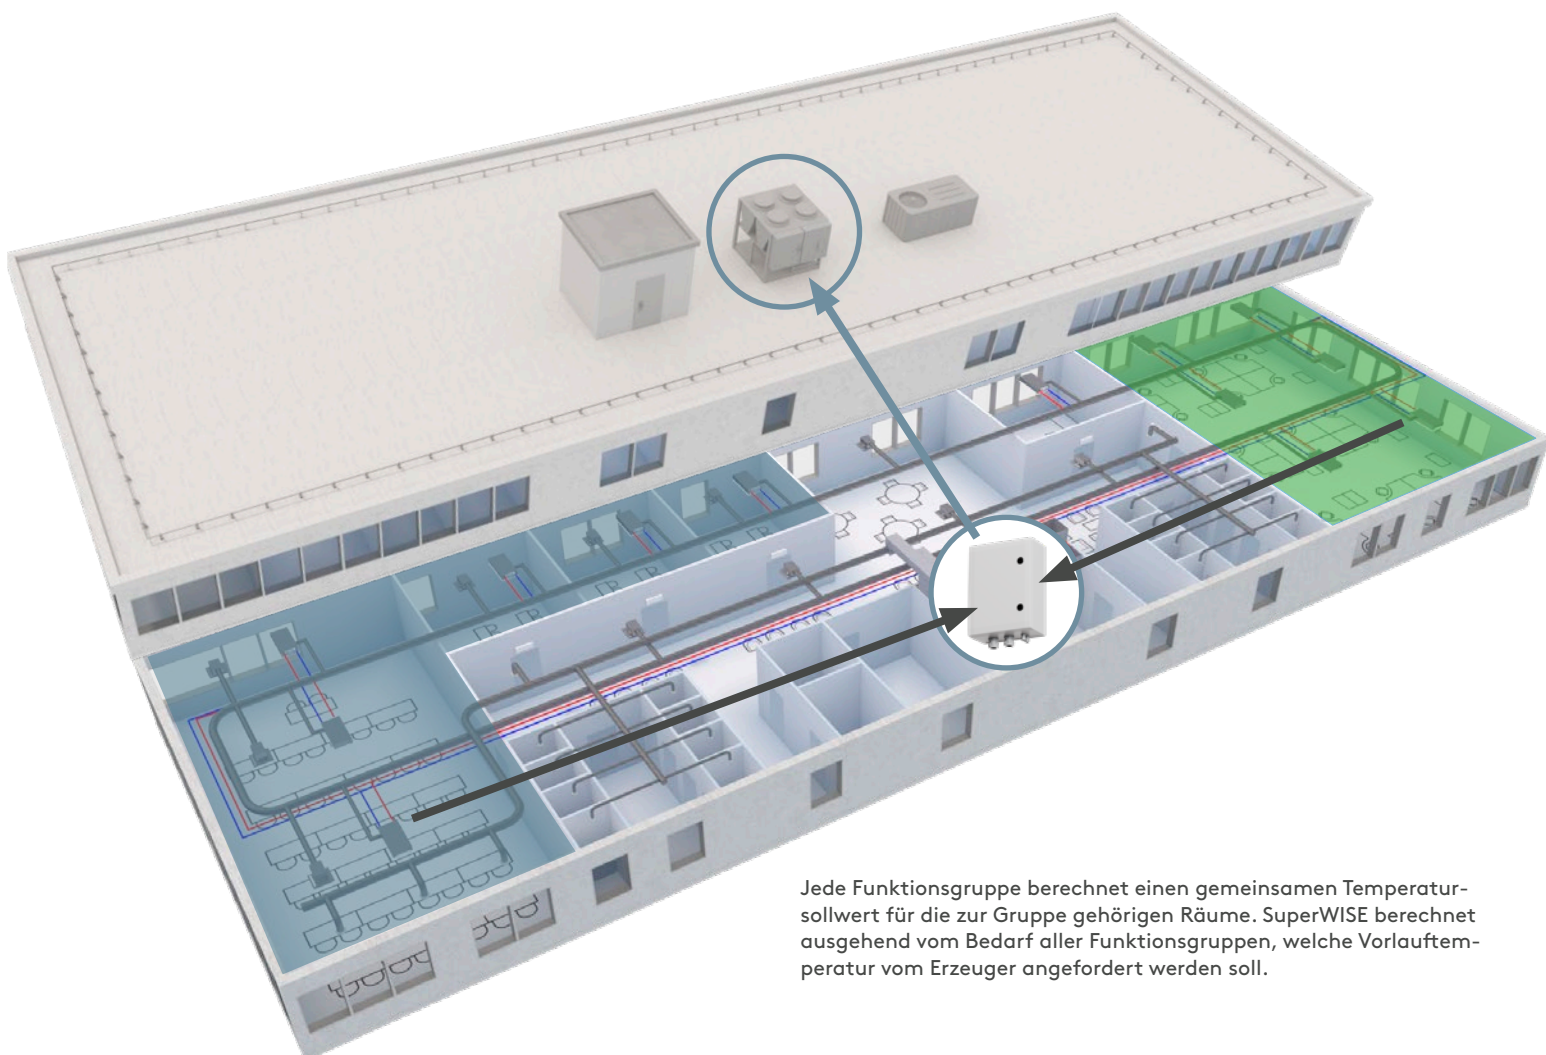 Jede Funktionsgruppe berechnet einen gemeinsamen Temperatur-
sollwert für die zur Gruppe gehörigen Räume. SuperWISE berechnet
ausgehend vom Bedarf aller Funktionsgruppen, welche Vorlauftem-
peratur vom Erzeuger angefordert werden soll.